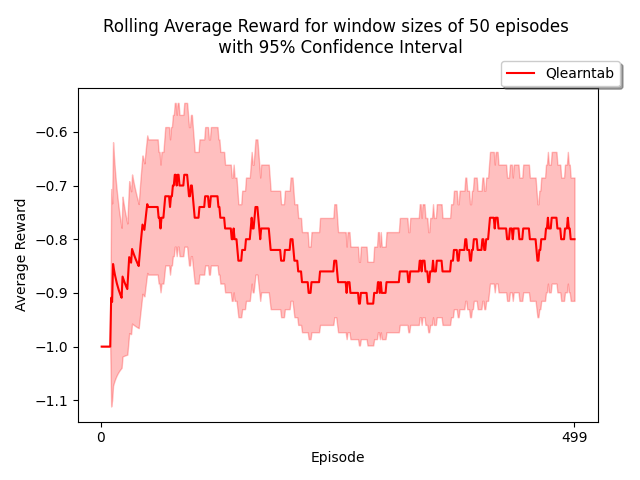 Rolling Average Reward for window sizes of 50 episodes
with 95% Confidence Interval
Qlearntab
−0.6
−0.7
−0.8
−0.9
−1.0
−1.1
Average Reward
0
499
Episode